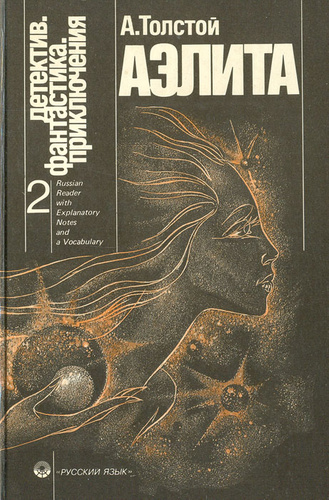 А.Толстой
АЭЛИТА
детектив.
фантастика.
приключения
2
Russian
Reader
with
Explanatory
Notes
and
a Vocabulary
«РУССКИЙ ЯЗЫК»